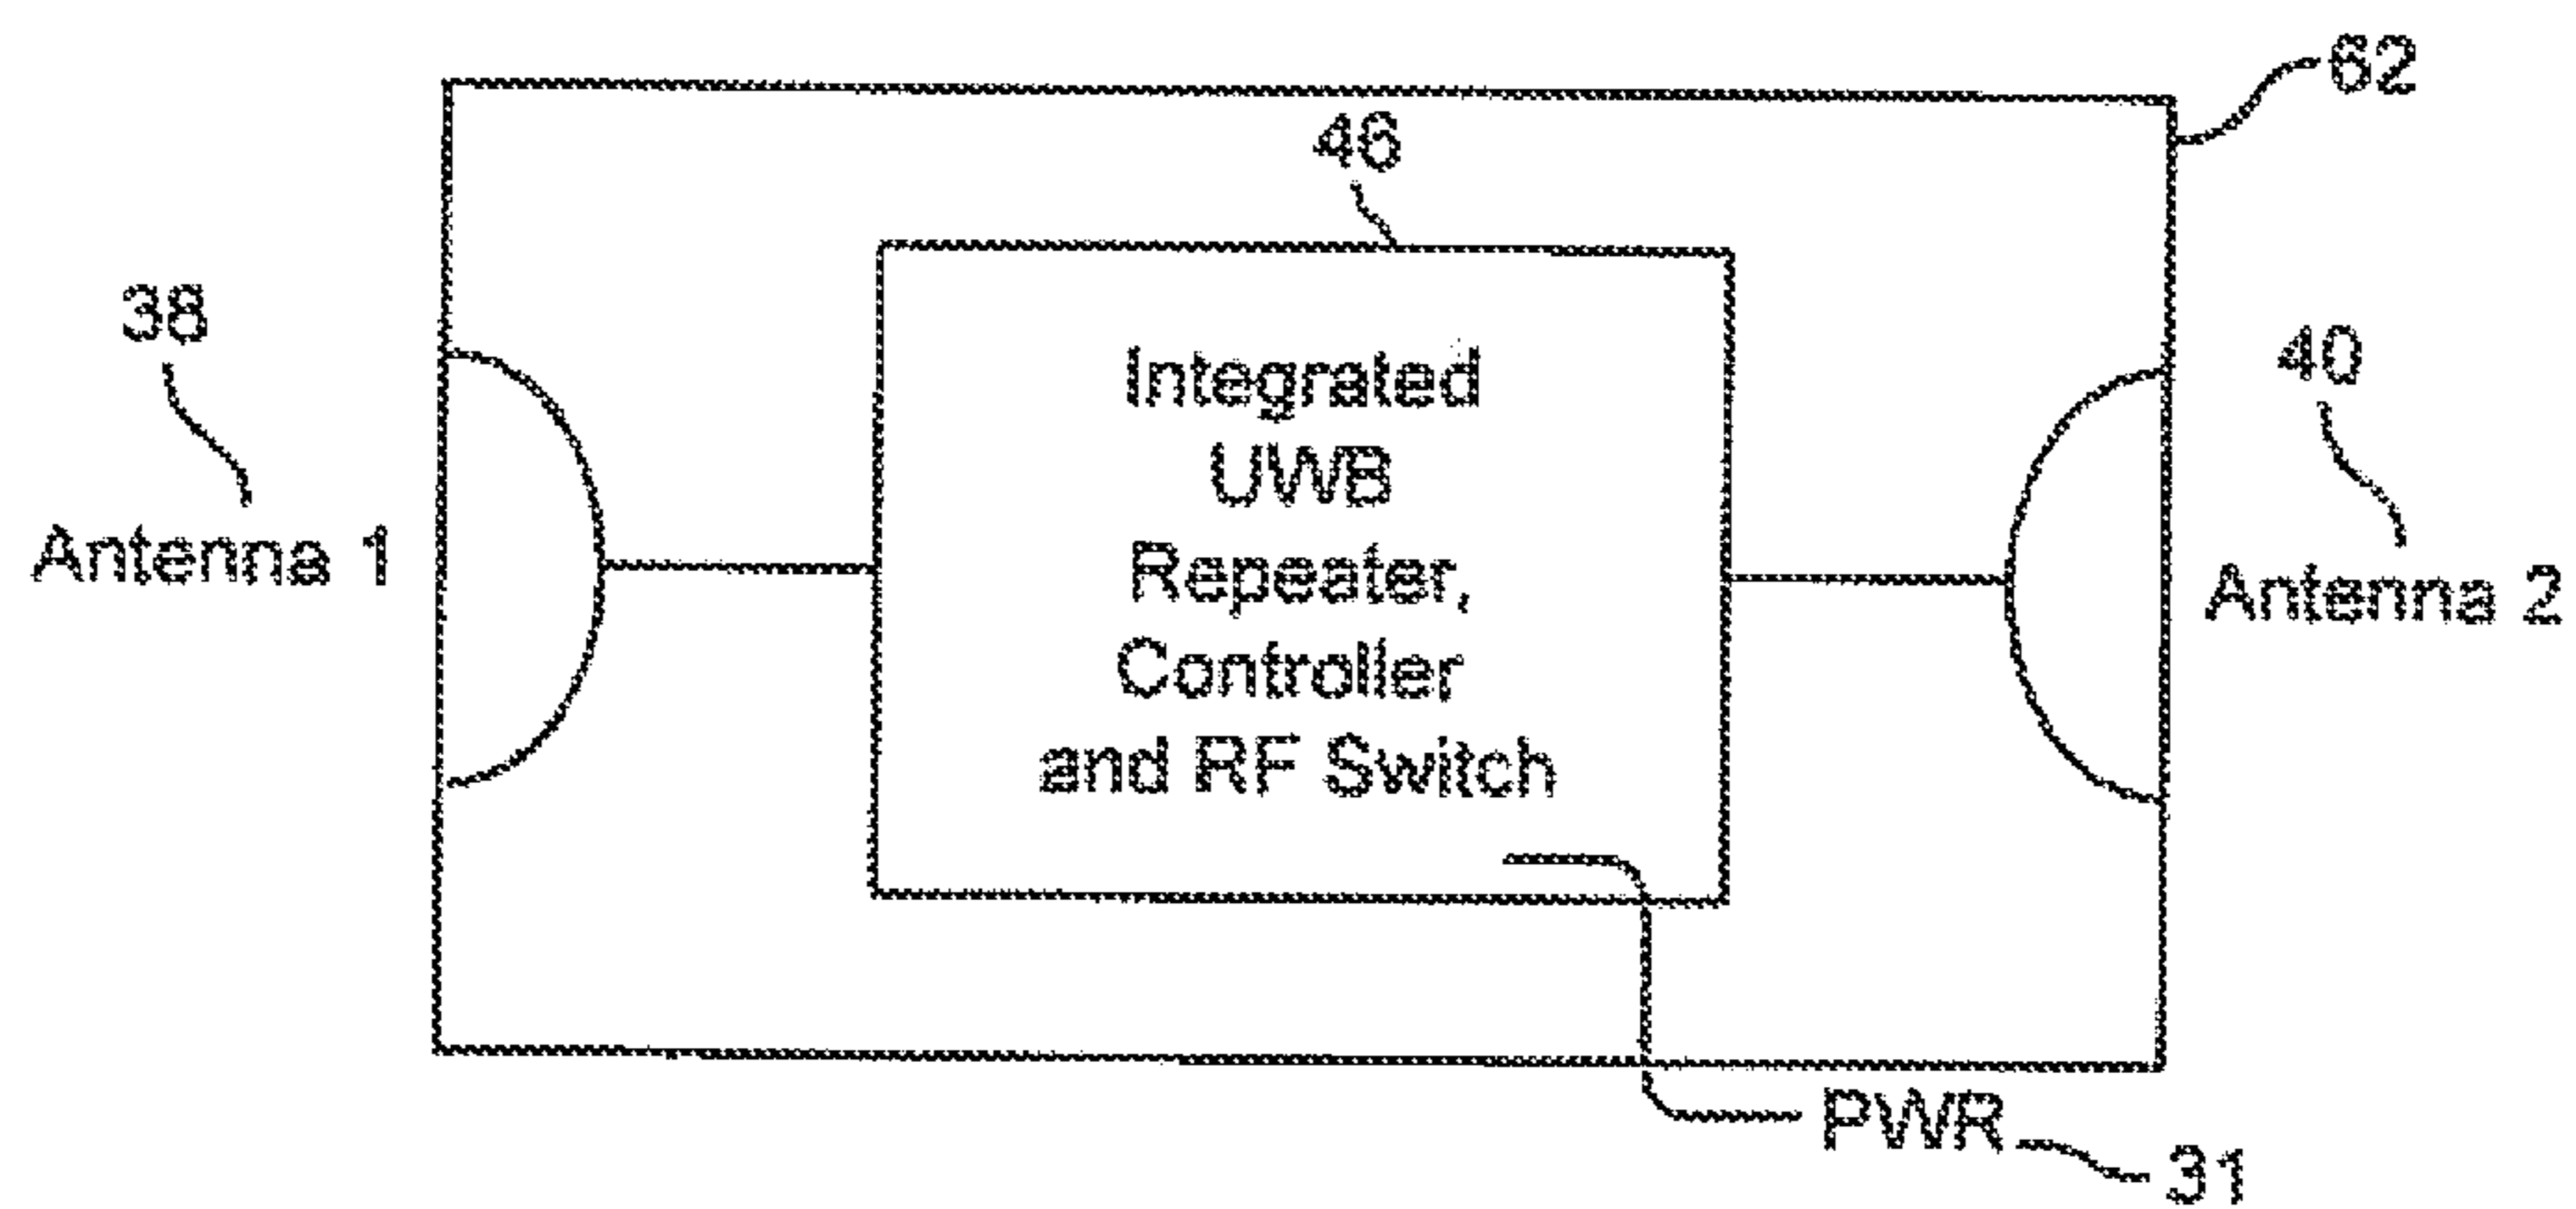 62
46
38
40
Integrated
UWB
Repeater,
Controller
and RF Switch
Antenna 1
Antenna 2
PWR
31